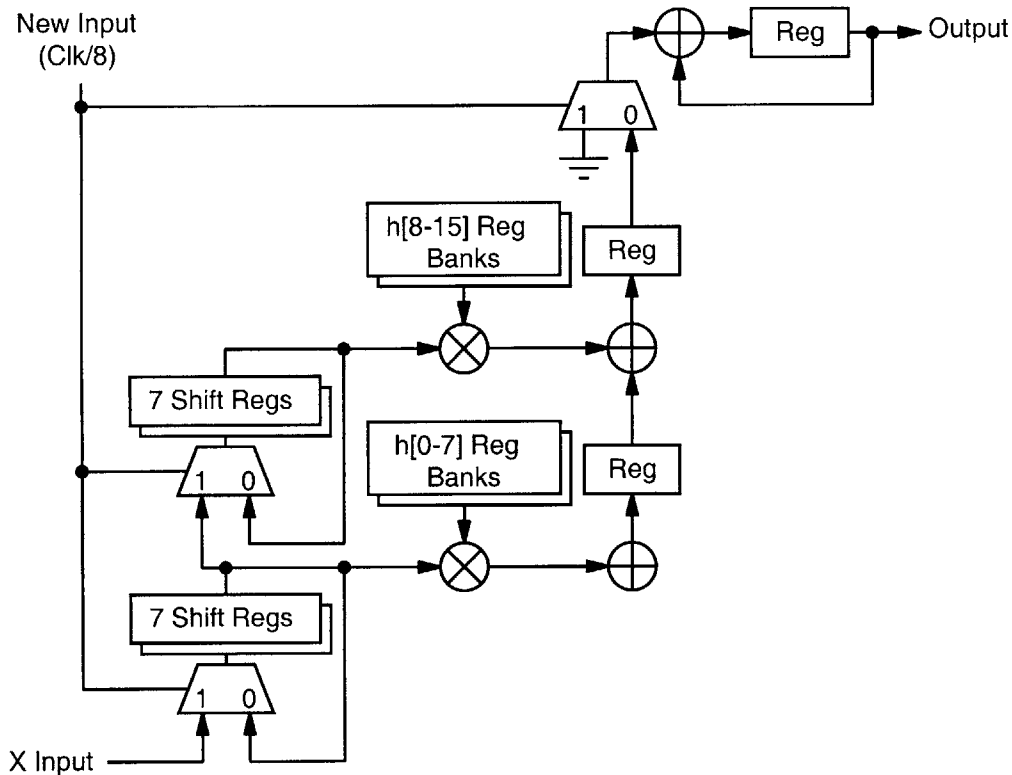 New Input
(Clk/8)
Reg
Output
1 0
h[8-15] Reg
Banks
Reg
7 Shift Regs
1 0
h[0-7] Reg
Banks
Reg
7 Shift Regs
1 0
X Input